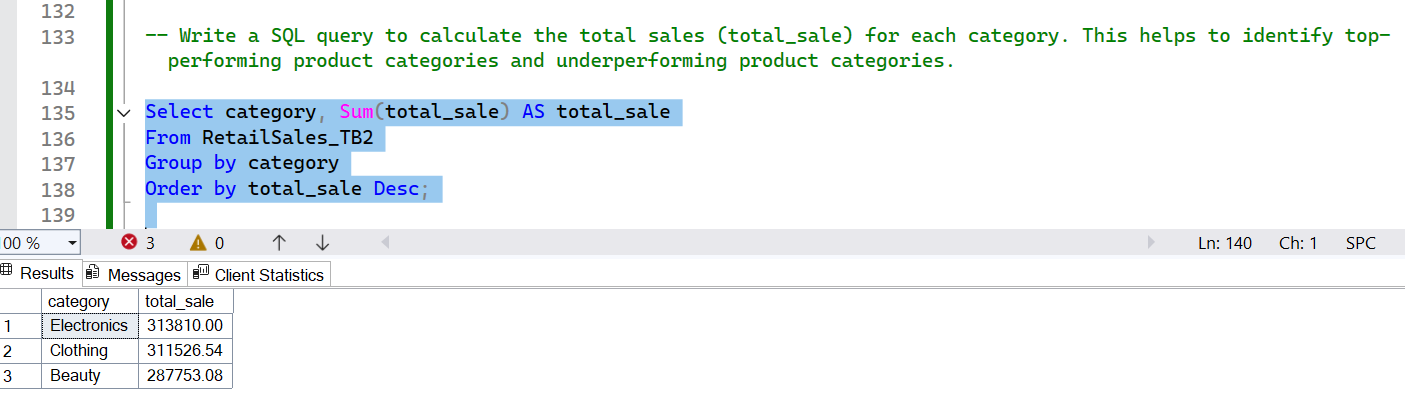 132
133 -- Write a SQL query to calculate the total sales (total_sale) for each category. This helps to identify top-
performing product categories and underperforming product categories.
134
135 Select category, Sum(total_sale) AS total_sale
136 From RetailSales_TB2
137 Group by category
138 Order by total_sale Desc;
139
00 % 3 0 Ln: 140 Ch: 1 SPC
Results Messages Client Statistics
category total_sale
1 Electronics 313810.00
2 Clothing 311526.54
3 Beauty 287753.08